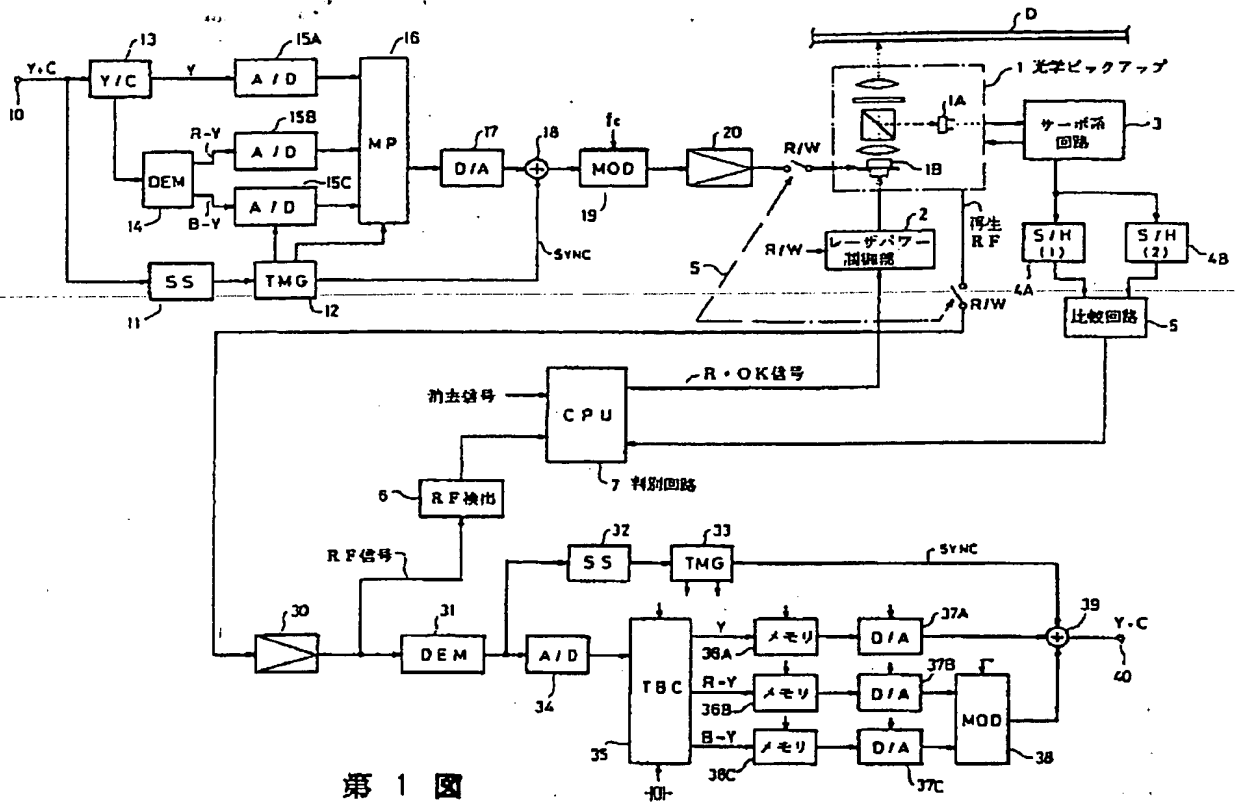 D
13
15A
16
Y+C
Y/C
Y
A/D
10
15B
R-Y
A/D
MP
DEM
14
15C
B-Y
A/D
17
D/A
18
fc
MOD
19
20
R/W
1 光学ピックアップ
1A
1B
サーボ系
回路
3
SS
11
TMG
12
SYNC
S
2
R/W
レーザパワー
制御部
再生
RF
R/W
S/H
(1)
4A
S/H
(2)
4B
比較回路
5
R・OK信号
消去信号
CPU
7 判別回路
6
RF検出
RF信号
32
SS
33
TMG
SYNC
30
31
DEM
A/D
34
TBC
35
Y
R-Y
B-Y
メモリ
36A
メモリ
36B
メモリ
36C
37A
D/A
37B
D/A
D/A
37C
MOD
38
39
Y+C
40
第1図